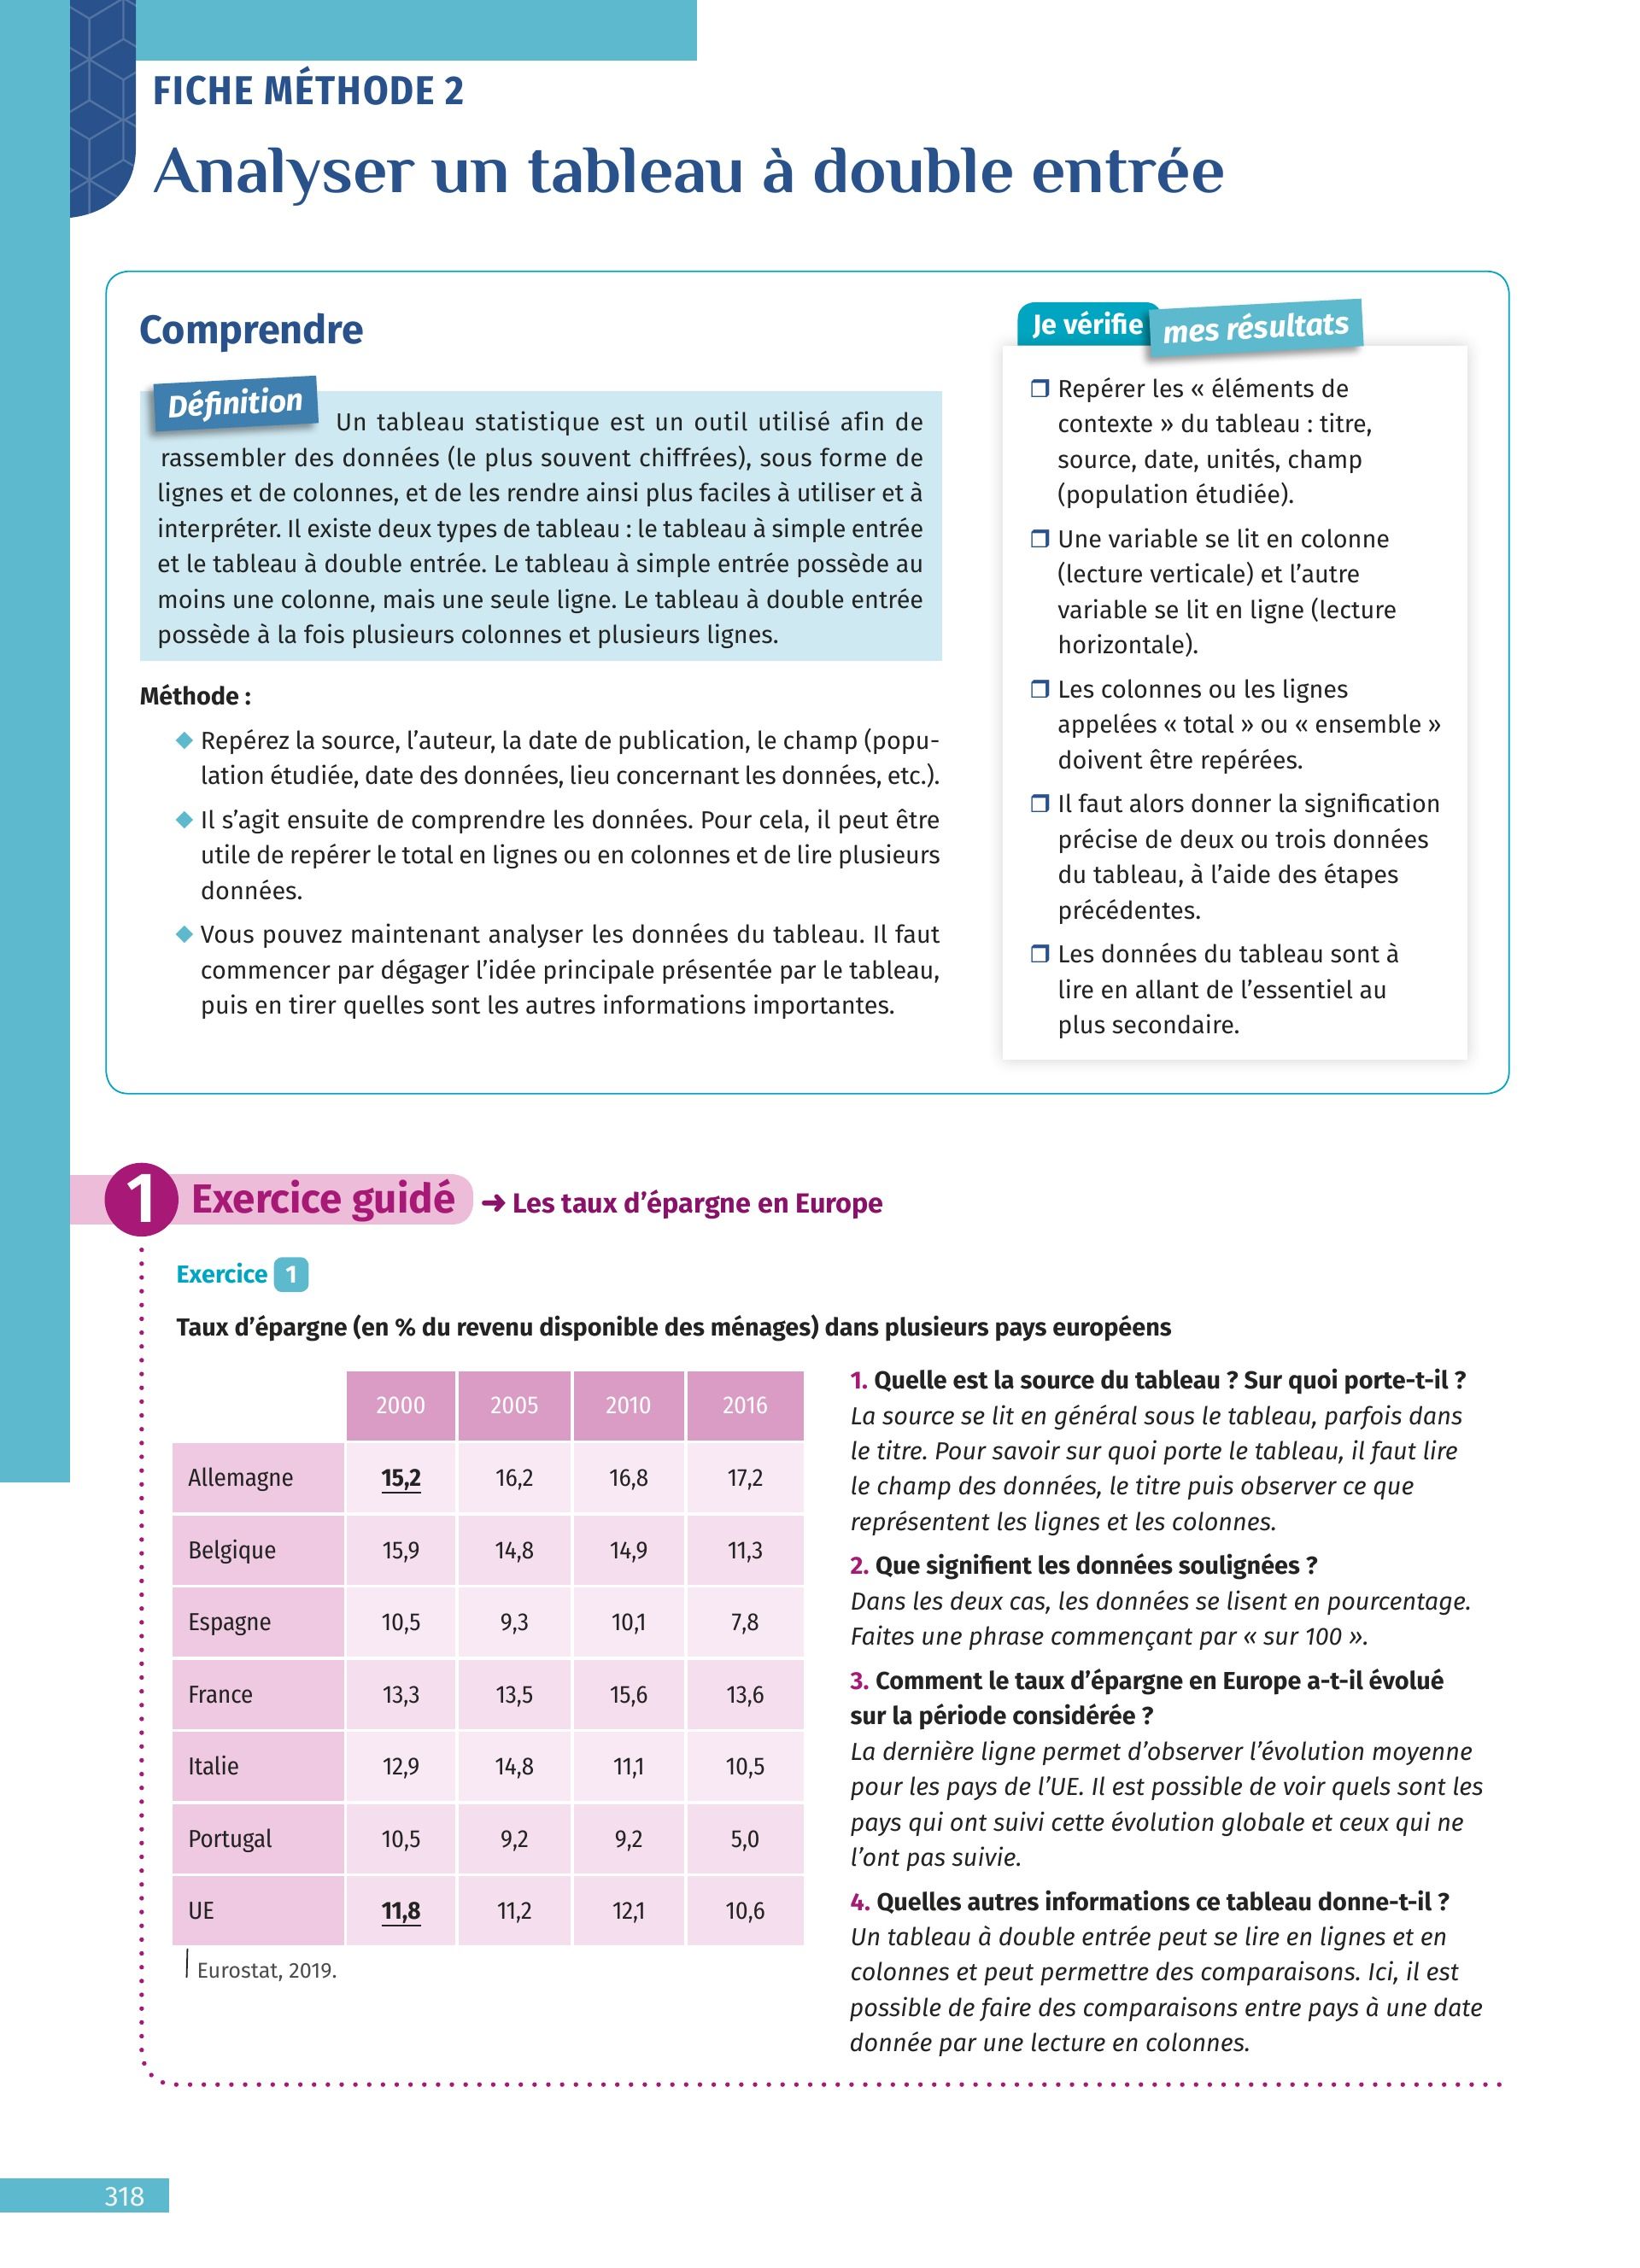 FICHE MÉTHODE 2
Analyser un tableau à double entrée
Comprendre
Définition
Un tableau statistique est un outil utilisé afin de
rassembler des données (le plus souvent chiffrées), sous forme de
lignes et de colonnes, et de les rendre ainsi plus faciles à utiliser et à
interpréter. Il existe deux types de tableau : le tableau à simple entrée
et le tableau à double entrée. Le tableau à simple entrée possède au
moins une colonne, mais une seule ligne. Le tableau à double entrée
possède à la fois plusieurs colonnes et plusieurs lignes.
Méthode :
◆ Repérez la source, l’auteur, la date de publication, le champ (popu-
lation étudiée, date des données, lieu concernant les données, etc.).
◆ Il s’agit ensuite de comprendre les données. Pour cela, il peut être
utile de repérer le total en lignes ou en colonnes et de lire plusieurs
données.
◆ Vous pouvez maintenant analyser les données du tableau. Il faut
commencer par dégager l’idée principale présentée par le tableau,
puis en tirer quelles sont les autres informations importantes.
Je vérifie mes résultats
❒ Repérer les « éléments de
contexte » du tableau : titre,
source, date, unités, champ
(population étudiée).
❒ Une variable se lit en colonne
(lecture verticale) et l’autre
variable se lit en ligne (lecture
horizontale).
❒ Les colonnes ou les lignes
appelées « total » ou « ensemble »
doivent être repérées.
❒ Il faut alors donner la signification
précise de deux ou trois données
du tableau, à l’aide des étapes
précédentes.
❒ Les données du tableau sont à
lire en allant de l’essentiel au
plus secondaire.
1 Exercice guidé ➜ Les taux d’épargne en Europe
Exercice 1
Taux d’épargne (en % du revenu disponible des ménages) dans plusieurs pays européens
2000 2005 2010 2016
Allemagne 15,2 16,2 16,8 17,2
Belgique 15,9 14,8 14,9 11,3
Espagne 10,5 9,3 10,1 7,8
France 13,3 13,5 15,6 13,6
Italie 12,9 14,8 11,1 10,5
Portugal 10,5 9,2 9,2 5,0
UE 11,8 11,2 12,1 10,6
Eurostat, 2019.
1. Quelle est la source du tableau ? Sur quoi porte-t-il ?
La source se lit en général sous le tableau, parfois dans
le titre. Pour savoir sur quoi porte le tableau, il faut lire
le champ des données, le titre puis observer ce que
représentent les lignes et les colonnes.
2. Que signifient les données soulignées ?
Dans les deux cas, les données se lisent en pourcentage.
Faites une phrase commençant par « sur 100 ».
3. Comment le taux d’épargne en Europe a-t-il évolué
sur la période considérée ?
La dernière ligne permet d’observer l’évolution moyenne
pour les pays de l’UE. Il est possible de voir quels sont les
pays qui ont suivi cette évolution globale et ceux qui ne
l’ont pas suivie.
4. Quelles autres informations ce tableau donne-t-il ?
Un tableau à double entrée peut se lire en lignes et en
colonnes et peut permettre des comparaisons. Ici, il est
possible de faire des comparaisons entre pays à une date
donnée par une lecture en colonnes.
318